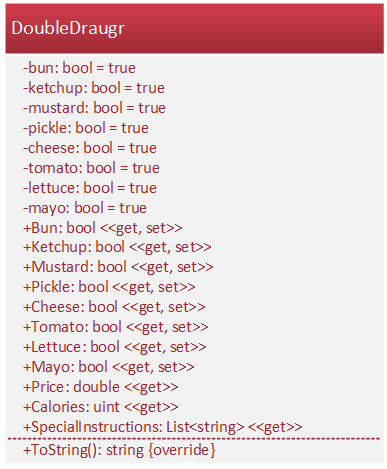 DoubleDraugr
-bun: bool = true
-ketchup: bool = true
-mustard: bool = true
-pickle: bool = true
-cheese: bool = true
-tomato: bool = true
-lettuce: bool = true
-mayo: bool = true
+Bun: bool <<get, set>>
+Ketchup: bool <<get, set>>
+Mustard: bool <<get, set>>
+Pickle: bool <<get, set>>
+Cheese: bool <<get, set>>
+Tomato: bool <<get, set>>
+Lettuce: bool <<get, set>>
+Mayo: bool <<get, set>>
+Price: double <<get>>
+Calories: uint <<get>>
+SpecialInstructions: List<string> <<get>>
+ToString(): string {override}